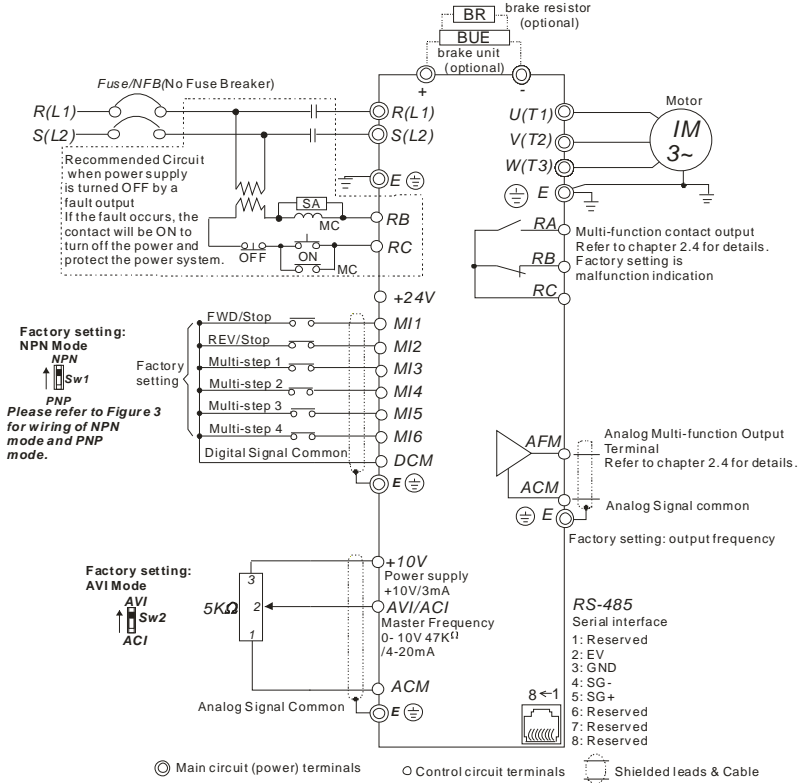 brake resistor
(optional)
BR
BUE
brake unit
(optional)
+
-
Fuse/NFB(No Fuse Breaker)
R(L1)
S(L2)
R(L1)
S(L2)
E
Recommended Circuit
when power supply
is turned OFF by a
fault output
If the fault occurs, the
contact will be ON to
turn off the power and
protect the power system.
SA
MC
OFF
ON
MC
RB
RC
U(T1)
V(T2)
W(T3)
E
Motor
IM
3~
RA
RB
RC
Multi-function contact output
Refer to chapter 2.4 for details.
Factory setting is
malfunction indication
+24V
Factory setting:
NPN Mode
NPN
Sw1
PNP
Please refer to Figure 3
for wiring of NPN
mode and PNP
mode.
Factory
setting
FWD/Stop
REV/Stop
Multi-step 1
Multi-step 2
Multi-step 3
Multi-step 4
Digital Signal Common
MI1
MI2
MI3
MI4
MI5
MI6
DCM
E
AFM
ACM
E
Analog Multi-function Output
Terminal
Refer to chapter 2.4 for details.
Analog Signal common
Factory setting: output frequency
Factory setting:
AVI Mode
AVI
Sw2
ACI
5KΩ
3
2
1
+10V
Power supply
+10V/3mA
AVI/ACI
Master Frequency
0- 10V 47KΩ
/4-20mA
ACM
Analog Signal Common
E
8←1
RS-485
Serial interface
1: Reserved
2: EV
3: GND
4: SG-
5: SG+
6: Reserved
7: Reserved
8: Reserved
Main circuit (power) terminals
Control circuit terminals
Shielded leads & Cable